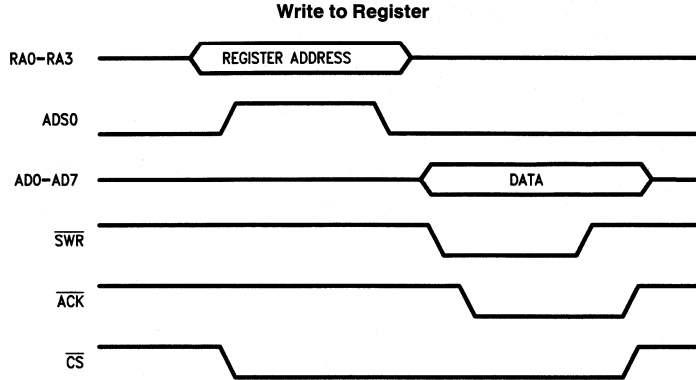 Write to Register
RA0-RA3
REGISTER ADDRESS
ADS0
AD0-AD7
DATA
SWR
ACK
CS